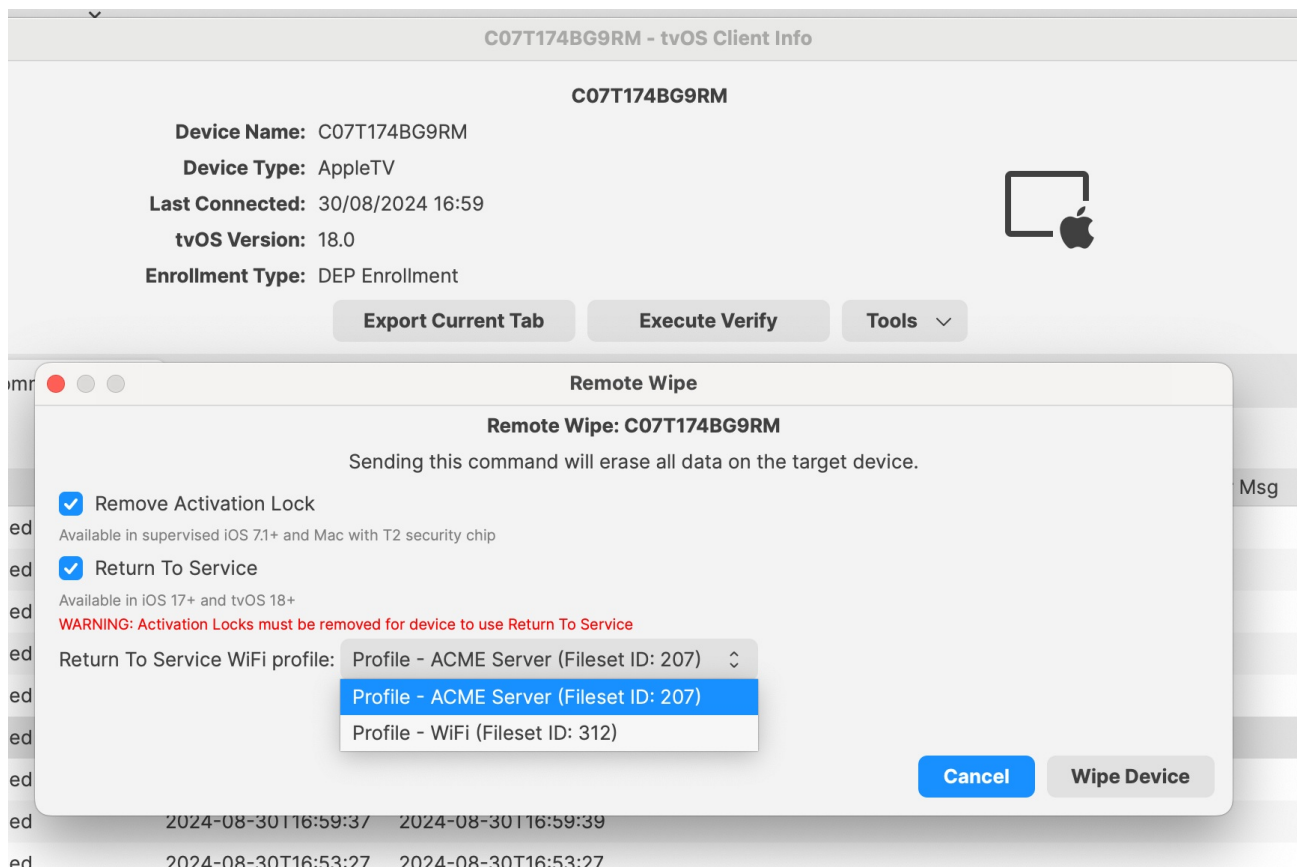 C07T174BG9RM - tvOS Client Info
C07T174BG9RM
Device Name: C07T174BG9RM
Device Type: AppleTV
Last Connected: 30/08/2024 16:59
tvOS Version: 18.0
Enrollment Type: DEP Enrollment
Export Current Tab Execute Verify Tools
Remote Wipe
Remote Wipe: C07T174BG9RM
Sending this command will erase all data on the target device.
Msg
Remove Activation Lock
ed
Available in supervised iOS 7.1+ and Mac with T2 security chip
Return To Service
ed
Available in iOS 17+ and tvOS 18+
ed
WARNING: Activation Locks must be removed for device to use Return To Service
ed
Return To Service WiFi profile: Profile - ACME Server (Fileset ID: 207)
ed
Profile - ACME Server (Fileset ID: 207)
ed
Profile - WiFi (Fileset ID: 312)
ed
Cancel Wipe Device
ed 2024-08-30T16:59:37 2024-08-30T16:59:39
ed 2024-08-30T16:53:27 2024-08-30T16:53:27